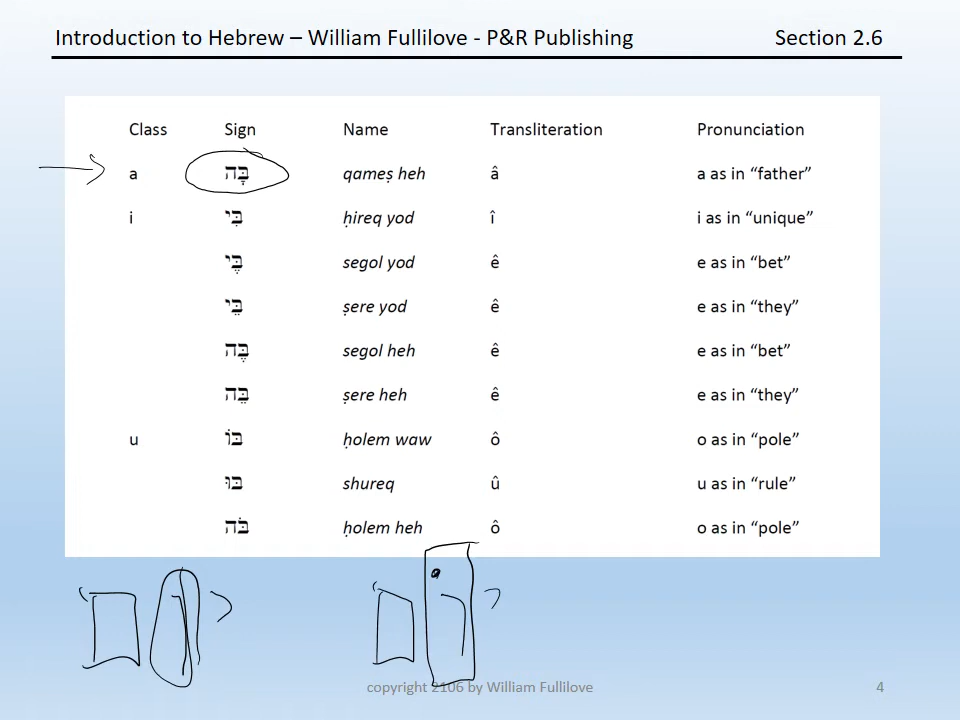 Introduction to Hebrew – William Fullilove - P&R Publishing Section 2.6
Class Sign Name Transliteration Pronunciation
a בָּה qameṣ heh â a as in “father”
i בִּי ḥireq yod î i as in “unique”
בֶּי segol yod ê e as in “bet”
בֵּי ṣere yod ê e as in “they”
בֶּה segol heh ê e as in “bet”
בֵּה ṣere heh ê e as in “they”
u בּוֹ ḥolem waw ô o as in “pole”
בּוּ shureq û u as in “rule”
בֹּה ḥolem heh ô o as in “pole”
copyright 2106 by William Fullilove 4